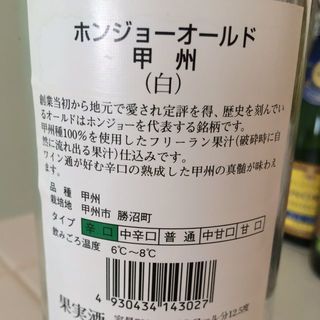 ホンジョーオールド
甲州
(白)
創業当初から地元で愛され定評を得、歴史を刻んでい
るオールドはホンジョーを代表する銘柄です。
甲州種100%を使用したフリーラン果汁(破砕時に自
然に流れ出る果汁)仕込みです。
ワイン通が好む辛口の熟成した甲州の真髄が味わえ
ます。
品種 甲州
栽培地 甲州市 勝沼町
タイプ 辛口 中辛口 普通 中甘口 甘口
飲みごろ温度 6℃~8℃
4 930434 143027
果実酒
12.5度